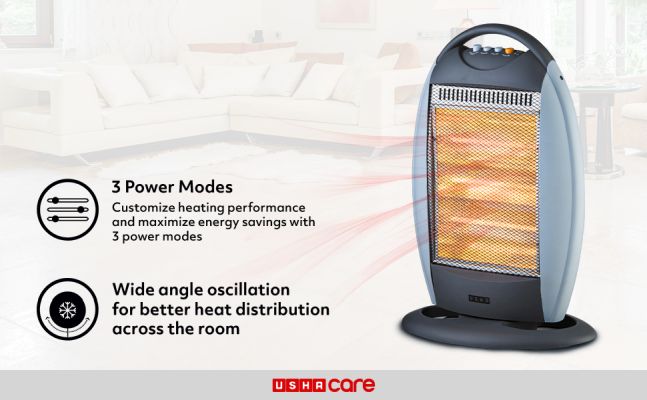 3 Power Modes
Customize heating performance
and maximize energy savings with
3 power modes
Wide angle oscillation
for better heat distribution
across the room
USHA
USHA care